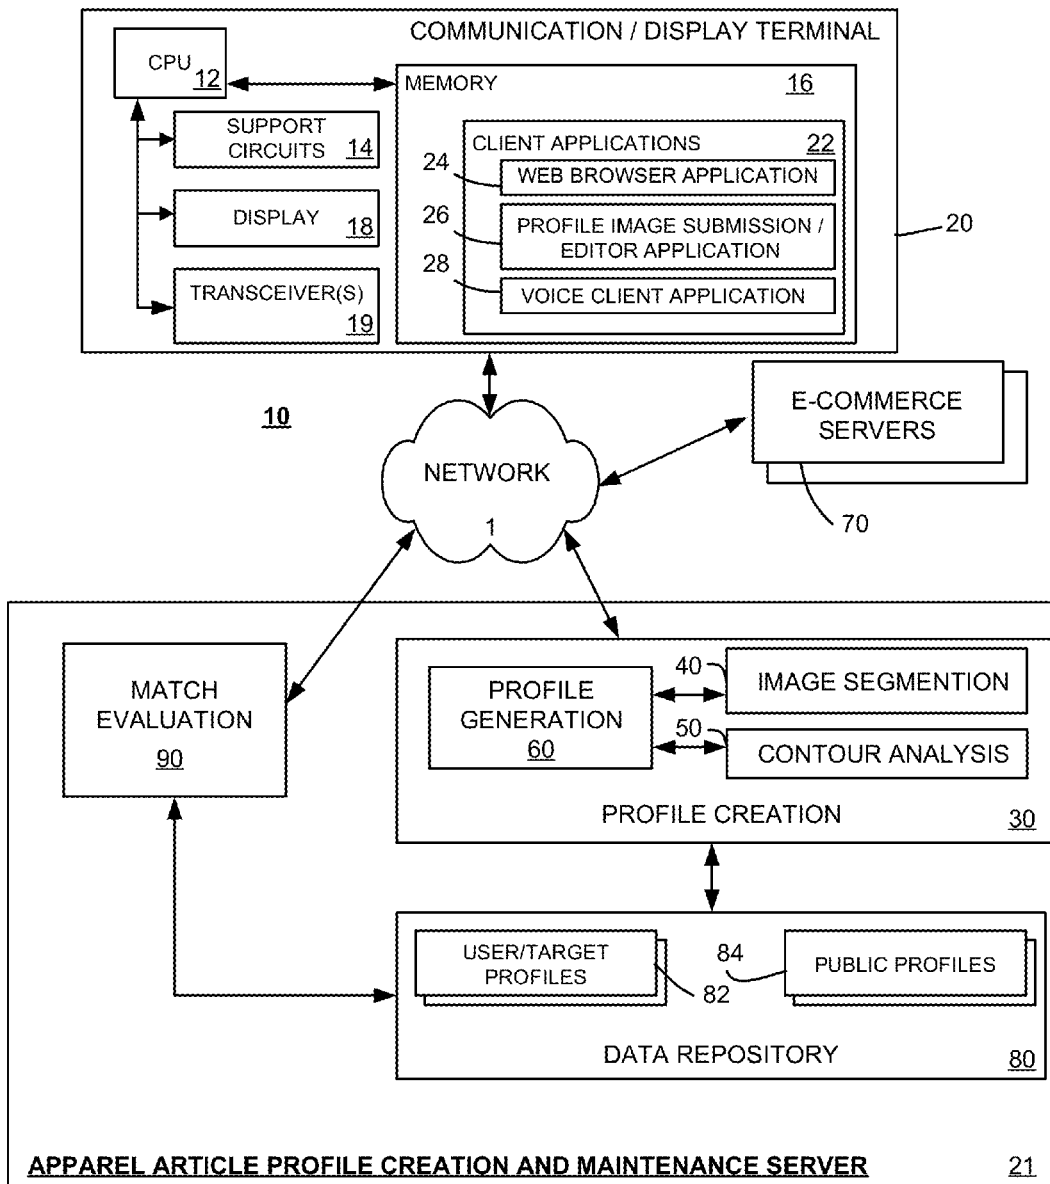 COMMUNICATION / DISPLAY TERMINAL
CPU
12
MEMORY
16
SUPPORT
CIRCUITS
14
CLIENT APPLICATIONS
22
24
WEB BROWSER APPLICATION
DISPLAY
18
26
PROFILE IMAGE SUBMISSION /
EDITOR APPLICATION
20
28
VOICE CLIENT APPLICATION
TRANSCEIVER(S)
19
10
E-COMMERCE
SERVERS
70
NETWORK
1
MATCH
EVALUATION
90
PROFILE
GENERATION
60
40
IMAGE SEGMENTION
50
CONTOUR ANALYSIS
PROFILE CREATION
30
USER/TARGET
PROFILES
82
84
PUBLIC PROFILES
DATA REPOSITORY
80
APPAREL ARTICLE PROFILE CREATION AND MAINTENANCE SERVER
21